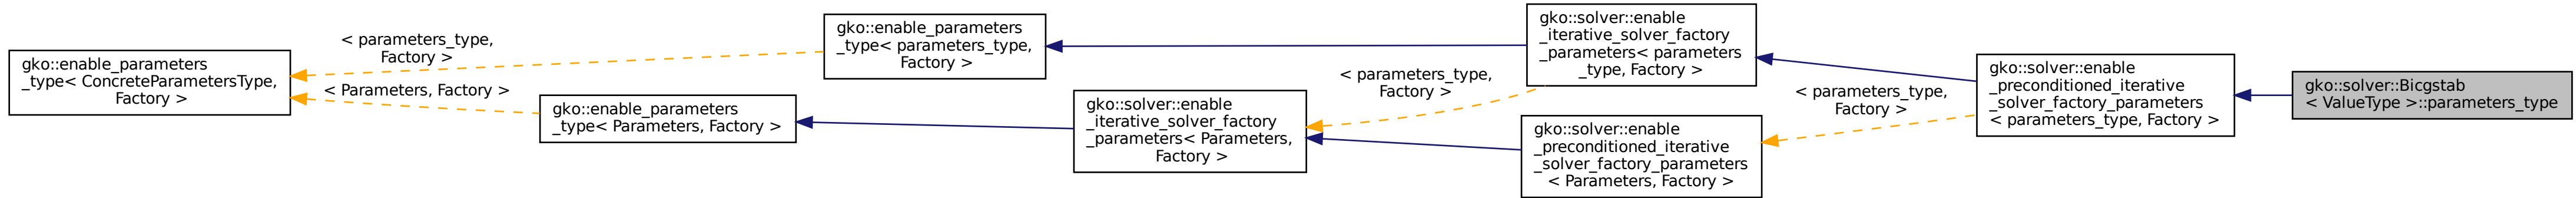 gko::enable_parameters
_type< ConcreteParametersType,
Factory >
< parameters_type,
Factory >
< Parameters, Factory >
gko::enable_parameters
_type< Parameters, Factory >
gko::enable_parameters
_type< parameters_type,
Factory >
gko::solver::enable
_iterative_solver_factory
_parameters< Parameters,
Factory >
< parameters_type,
Factory >
gko::solver::enable
_iterative_solver_factory
_parameters< parameters
_type, Factory >
gko::solver::enable
_preconditioned_iterative
_solver_factory_parameters
< Parameters, Factory >
< parameters_type,
Factory >
gko::solver::enable
_preconditioned_iterative
_solver_factory_parameters
< parameters_type, Factory >
gko::solver::Bicgstab
< ValueType >::parameters_type